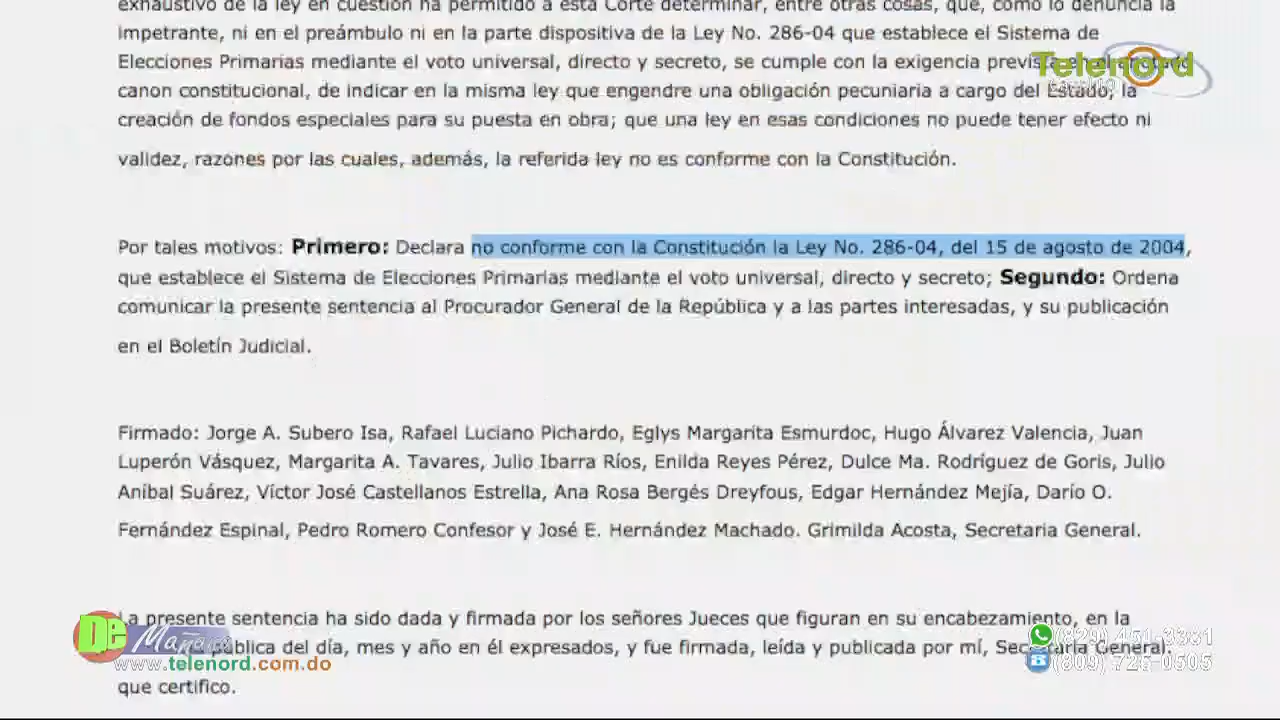 exhaustivo de la ley en cuestión ha permitido a esta Corte determinar, entre otras cosas, que, como lo denuncia la
impetrante, ni en el preámbulo ni en la parte dispositiva de la Ley No. 286-04 que establece el Sistema de
Elecciones Primarias mediante el voto universal, directo y secreto, se cumple con la exigencia
Telenord
canon constitucional, de indicar en la misma ley que engendre una obligación pecuniaria a cargo del Estado, la
creación de fondos especiales para su puesta en obra; que una ley en esas condiciones no puede tener efecto ni
validez, razones por las cuales, además, la referida ley no es conforme con la Constitución.
Por tales motivos: Primero: Declara no conforme con la Constitución la Ley No. 286-04, del 15 de agosto de 2004,
que establece el Sistema de Elecciones Primarias mediante el voto universal, directo y secreto; Segundo: Ordena
comunicar la presente sentencia al Procurador General de la República y a las partes interesadas, y su publicación
en el Boletín Judicial.
Firmado: Jorge A. Subero Isa, Rafael Luciano Pichardo, Eglys Margarita Esmurdoc, Hugo Álvarez Valencia, Juan
Luperón Vásquez, Margarita A. Tavares, Julio Ibarra Ríos, Enilda Reyes Pérez, Dulce Ma. Rodríguez de Goris, Julio
Aníbal Suárez, Víctor José Castellanos Estrella, Ana Rosa Bergés Dreyfous, Edgar Hernández Mejía, Darío O.
Fernández Espinal, Pedro Romero Confesor y José E. Hernández Machado. Grimilda Acosta, Secretaria General.
La presente sentencia ha sido dada y firmada por los señores Jueces que figuran en su encabezamiento, en la
pública del día, mes y año en él expresados, y fue firmada, leída y publicada por mí, Secretaria General,
que certifico.
De Mañana
www.telenord.com.do
(829) 451-3381
(809) 725-0505